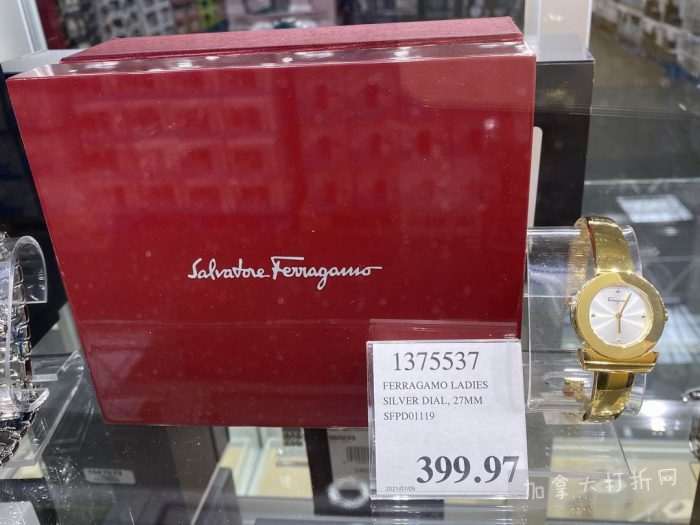 Salvatore Ferragamo
1375537
FERRAGAMO LADIES
SILVER DIAL, 27MM
SFPD01119
399.97
加拿大打折网